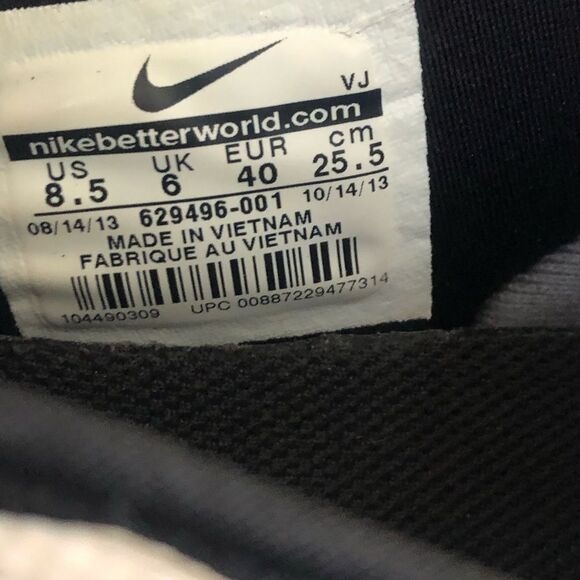 VJ
nikebetterworld.com
US UK EUR cm
8.5 6 40 25.5
08/14/13 629496-001 10/14/13
MADE IN VIETNAM
FABRIQUE AU VIETNAM
104490309 UPC 00887229477314